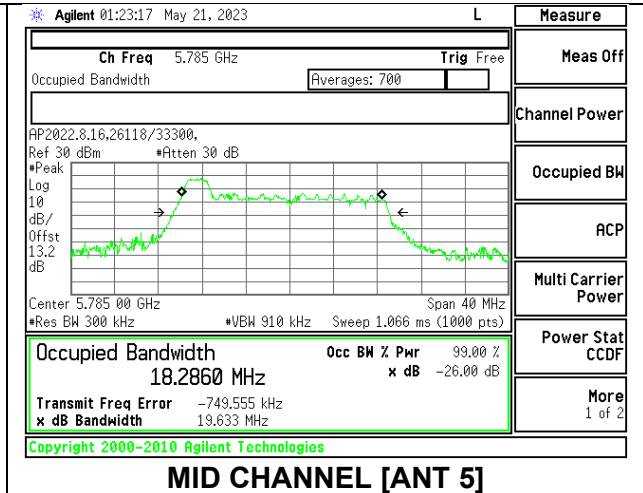 Agilent 01:23:17 May 21, 2023 L Measure
Ch Freq 5.785 GHz Trig Free
Meas Off
Occupied Bandwidth Averages: 700
Channel Power
AP2022.8.16,26118/33300,
Ref 30 dBm #Atten 30 dB
#Peak
Log
10
dB/
Offst
13.2
dB
Occupied BW
ACP
Multi Carrier
Power
Center 5.785 00 GHz Span 40 MHz
#Res BW 300 kHz #VBW 910 kHz Sweep 1.066 ms (1000 pts)
Power Stat
CCDF
Occupied Bandwidth Occ BW % Pwr 99.00 %
18.2860 MHz x dB -26.00 dB
Transmit Freq Error -749.555 kHz
x dB Bandwidth 19.633 MHz
More
1 of 2
Copyright 2000-2010 Agilent Technologies
MID CHANNEL [ANT 5]